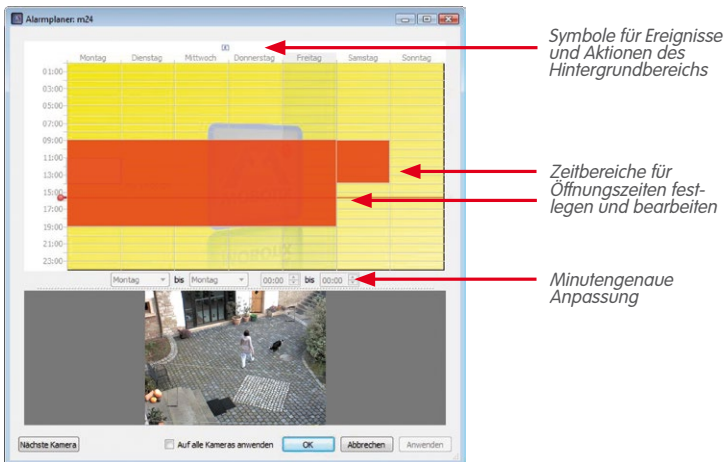 Alarmplaner: m24
Montag Dienstag Mittwoch Donnerstag Freitag Samstag Sonntag
01:00
03:00
05:00
07:00
09:00
11:00
13:00
15:00
17:00
19:00
21:00
23:00
MOBOTIX
Montag bis Montag 00:00 bis 00:00
Nächste Kamera Auf alle Kameras anwenden OK Abbrechen Anwenden
Symbole für Ereignisse
und Aktionen des
Hintergrundbereichs
Zeitbereiche für
Öffnungszeiten fest-
legen und bearbeiten
Minutengenaue
Anpassung